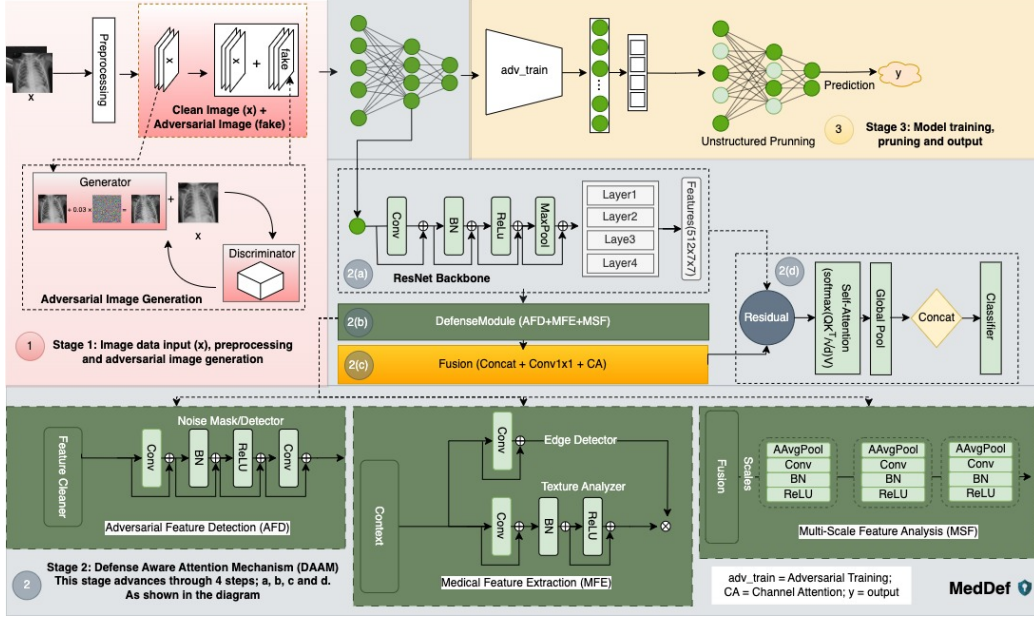 x
Preprocessing
x
x
+
fake
Clean Image (x) +
Adversarial Image (fake)
Generator
+ 0.03 ×
=
+
x
Discriminator
Adversarial Image Generation
1
Stage 1: Image data input (x), preprocessing
and adversarial image generation
adv_train
...
Unstructured Prunning
Prediction
y
3
Stage 3: Model training,
pruning and output
Conv
BN
ReLu
MaxPool
Layer1
Layer2
Laye3
Layer4
Features(512x7x7)
2(a)
ResNet Backbone
2(b)
DefenseModule (AFD+MFE+MSF)
2(c)
Fusion (Concat + Conv1x1 + CA)
2(d)
Residual
Self-Attention
(softmax(QKᵀ/√d)V)
Global Pool
Concat
Classifier
Feature Cleaner
Noise Mask/Detector
Conv
BN
ReLU
Conv
Adversarial Feature Detection (AFD)
Context
Conv
Edge Detector
Texture Analyzer
Conv
BN
ReLU
Medical Feature Extraction (MFE)
Fusion
Scales
AAvgPool
Conv
BN
ReLU
AAvgPool
Conv
BN
ReLU
AAvgPool
Conv
BN
ReLU
Multi-Scale Feature Analysis (MSF)
2
Stage 2: Defense Aware Attention Mechanism (DAAM)
This stage advances through 4 steps; a, b, c and d.
As shown in the diagram
adv_train = Adversarial Training;
CA = Channel Attention; y = output
MedDef